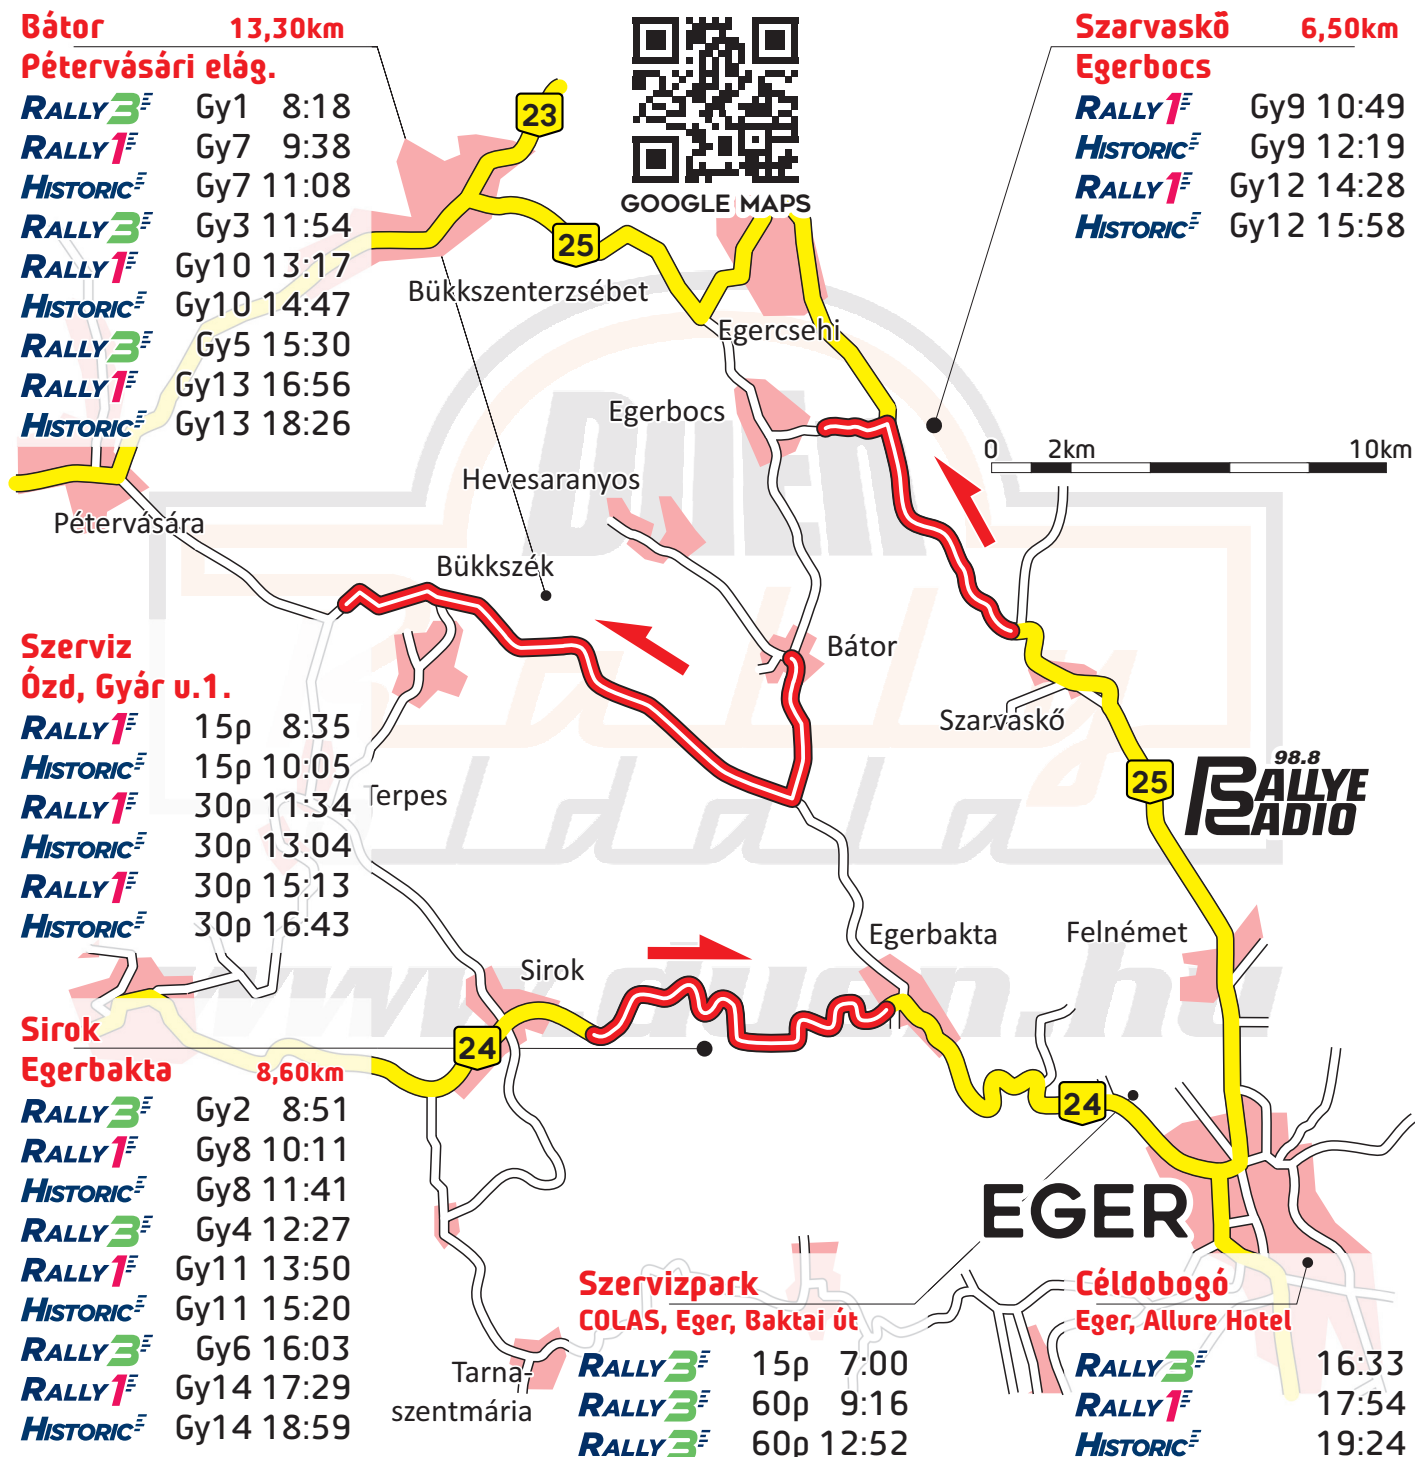 Bátor 13,30km
Pétervásári elág.
RALLY3 Gy1 8:18
RALLY1 Gy7 9:38
HISTORIC Gy7 11:08
RALLY3 Gy3 11:54
RALLY1 Gy10 13:17
HISTORIC Gy10 14:47
RALLY3 Gy5 15:30
RALLY1 Gy13 16:56
HISTORIC Gy13 18:26
GOOGLE MAPS
Szarvaskő 6,50km
Egerbocs
RALLY1 Gy9 10:49
HISTORIC Gy9 12:19
RALLY1 Gy12 14:28
HISTORIC Gy12 15:58
23
25
Bükkszenterzsébet
Egercsehi
Egerbocs
0 2km 10km
Hevesaranyos
Pétervására
Bükkszék
Bátor
Szarvaskő
Szerviz
Ózd, Gyár u.1.
RALLY1 15p 8:35
HISTORIC 15p 10:05
RALLY1 30p 11:34
HISTORIC 30p 13:04
RALLY1 30p 15:13
HISTORIC 30p 16:43
Terpes
25
98.8
RALLYE
RADIO
DUEN
Rally
oldala
www.duen.hu
Egerbakta
Felnémet
Sirok
24
24
Sirok
Egerbakta 8,60km
RALLY3 Gy2 8:51
RALLY1 Gy8 10:11
HISTORIC Gy8 11:41
RALLY3 Gy4 12:27
RALLY1 Gy11 13:50
HISTORIC Gy11 15:20
RALLY3 Gy6 16:03
RALLY1 Gy14 17:29
HISTORIC Gy14 18:59
EGER
Tarna-
szentmária
Szervizpark
COLAS, Eger, Baktai út
RALLY3 15p 7:00
RALLY3 60p 9:16
RALLY3 60p 12:52
Céldobogó
Eger, Allure Hotel
RALLY3 16:33
RALLY1 17:54
HISTORIC 19:24